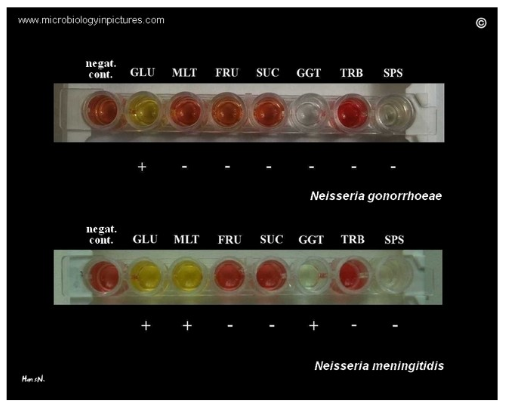 www.microbiologyinpictures.com
©
negat.
cont. GLU MLT FRU SUC GGT TRB SPS
+ - - - - - -
Neisseria gonorrhoeae
negat.
cont. GLU MLT FRU SUC GGT TRB SPS
+ + - - + - -
Neisseria meningitidis